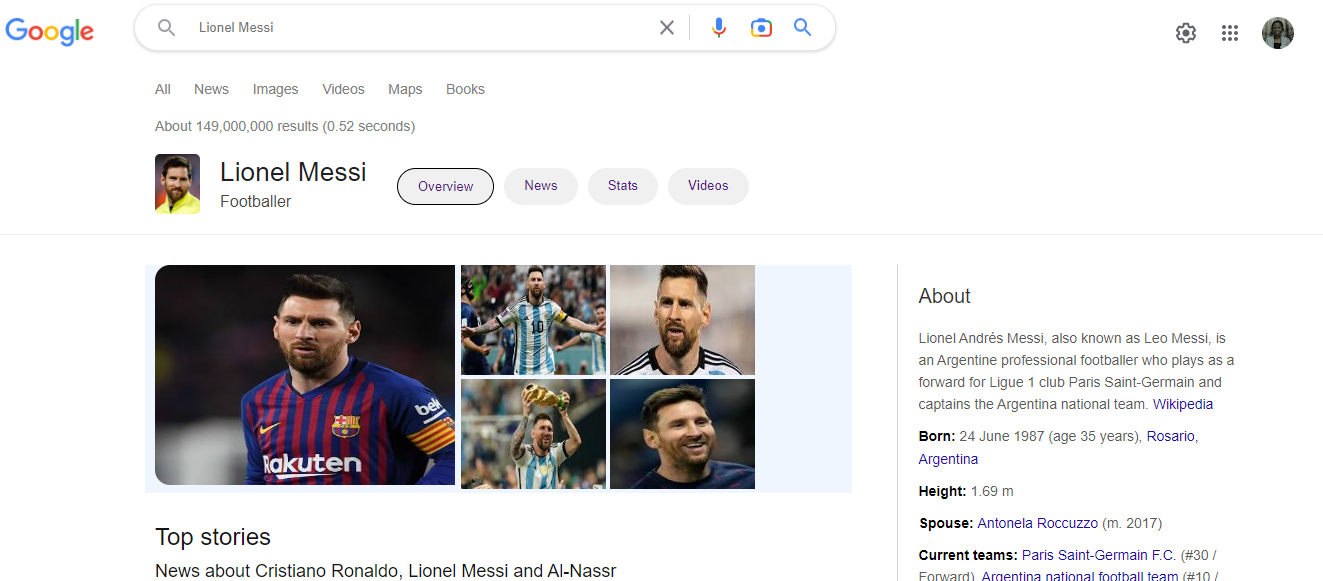 Google
Lionel Messi
All News Images Videos Maps Books
About 149,000,000 results (0.52 seconds)
Lionel Messi
Footballer
Overview News Stats Videos
10
bek
Rakuten
About
Lionel Andrés Messi, also known as Leo Messi, is
an Argentine professional footballer who plays as a
forward for Ligue 1 club Paris Saint-Germain and
captains the Argentina national team. Wikipedia
Born: 24 June 1987 (age 35 years), Rosario,
Argentina
Height: 1.69 m
Spouse: Antonela Roccuzzo (m. 2017)
Current teams: Paris Saint-Germain F.C. (#30 /
Forward), Argentina national football team (#10 /
Top stories
News about Cristiano Ronaldo, Lionel Messi and Al-Nassr